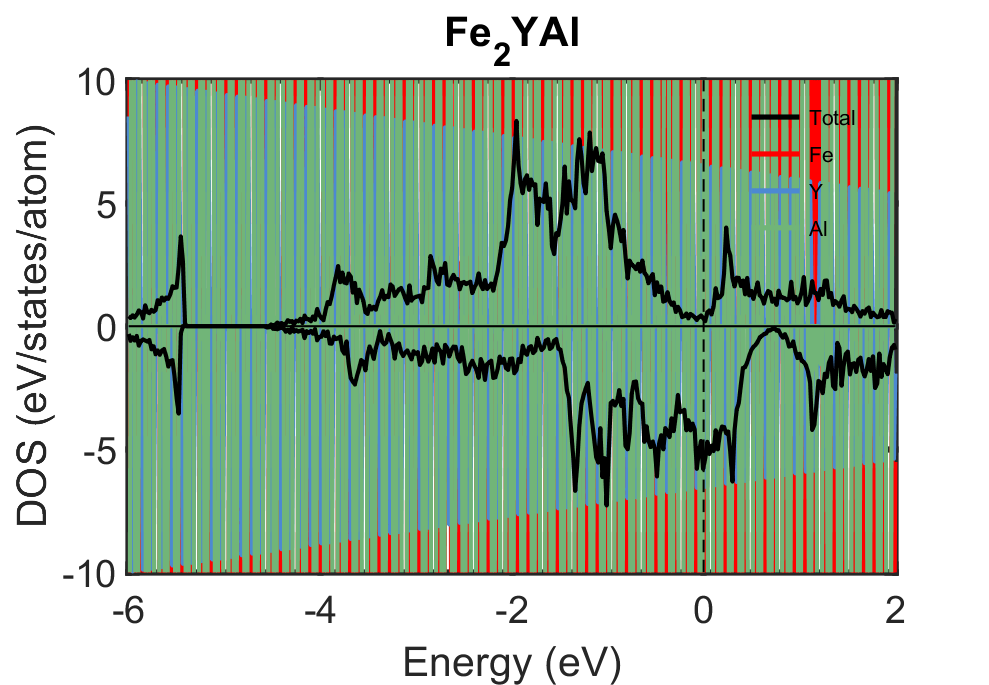 Fe2YAl
DOS (eV/states/atom)
10
5
0
-5
-10
Total
Fe
Y
Al
-6 -4 -2 0 2
Energy (eV)